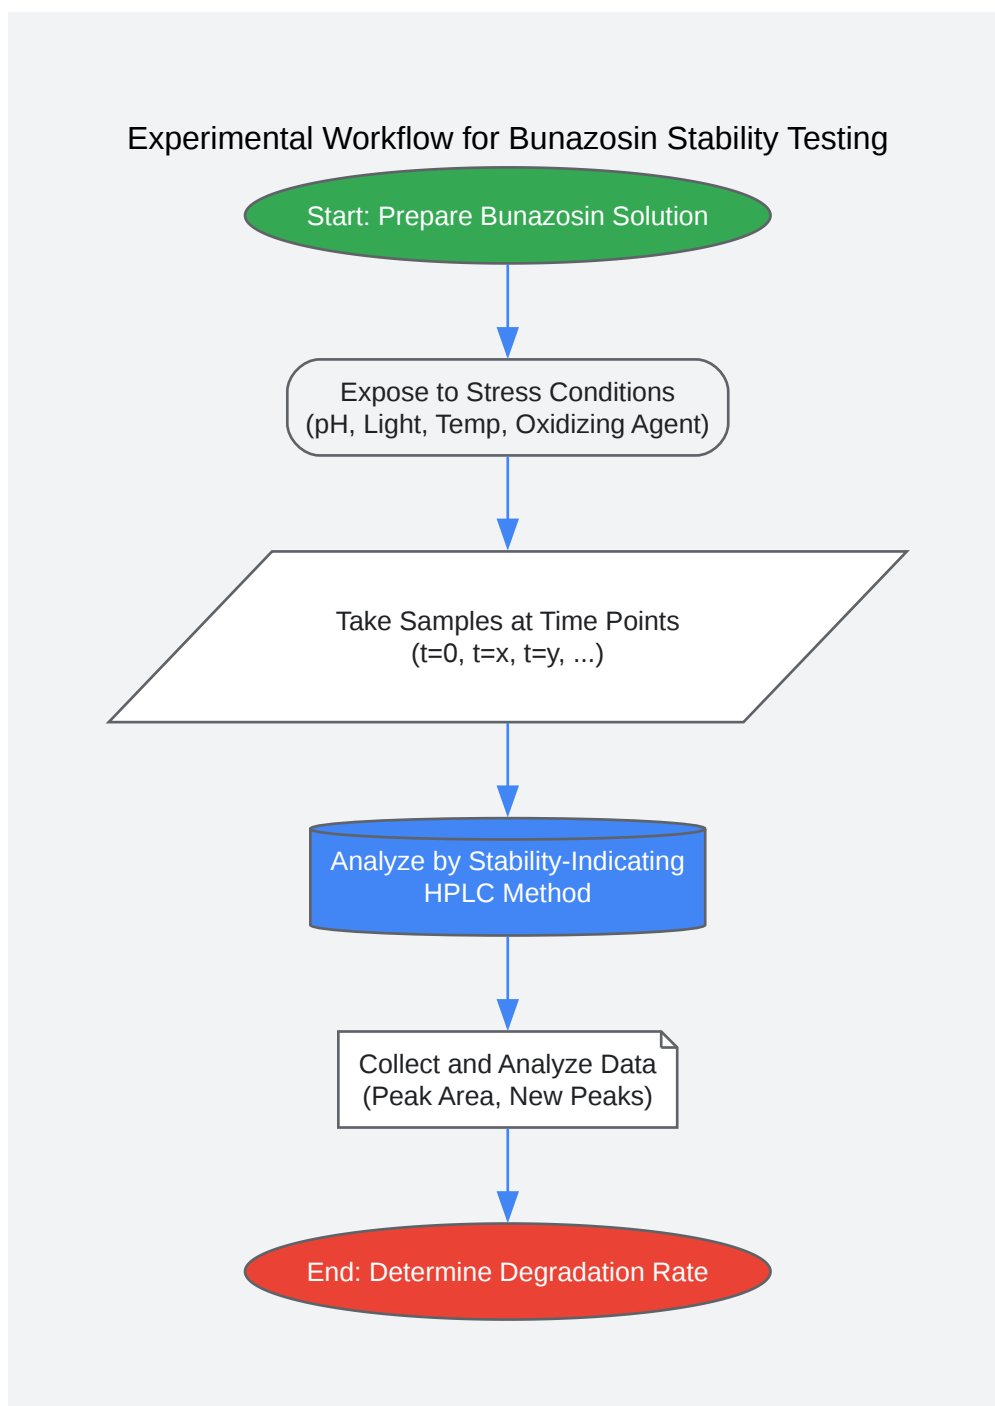 Experimental Workflow for Bunazosin Stability Testing
Start: Prepare Bunazosin Solution
Expose to Stress Conditions
(pH, Light, Temp, Oxidizing Agent)
Take Samples at Time Points
(t=0, t=x, t=y, ...)
Analyze by Stability-Indicating
HPLC Method
Collect and Analyze Data
(Peak Area, New Peaks)
End: Determine Degradation Rate